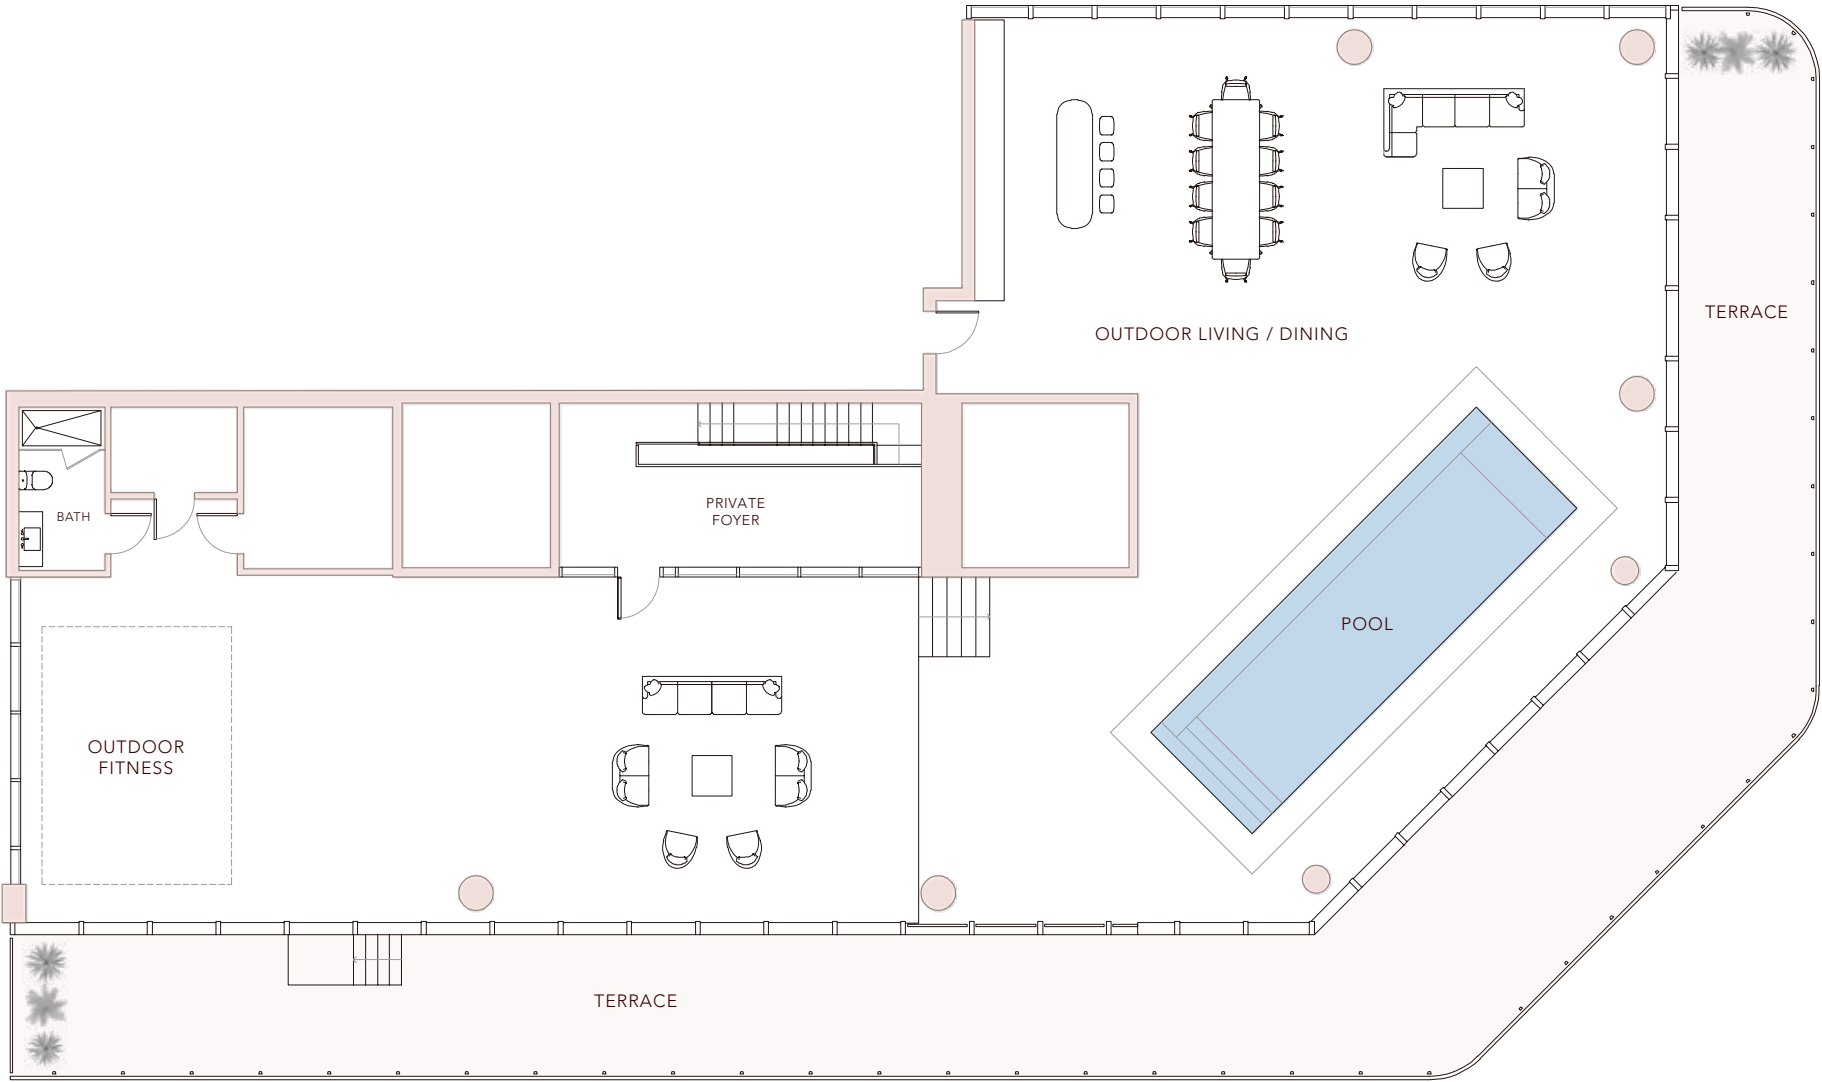 TERRACE
OUTDOOR LIVING / DINING
PRIVATE
FOYER
BATH
POOL
OUTDOOR
FITNESS
TERRACE